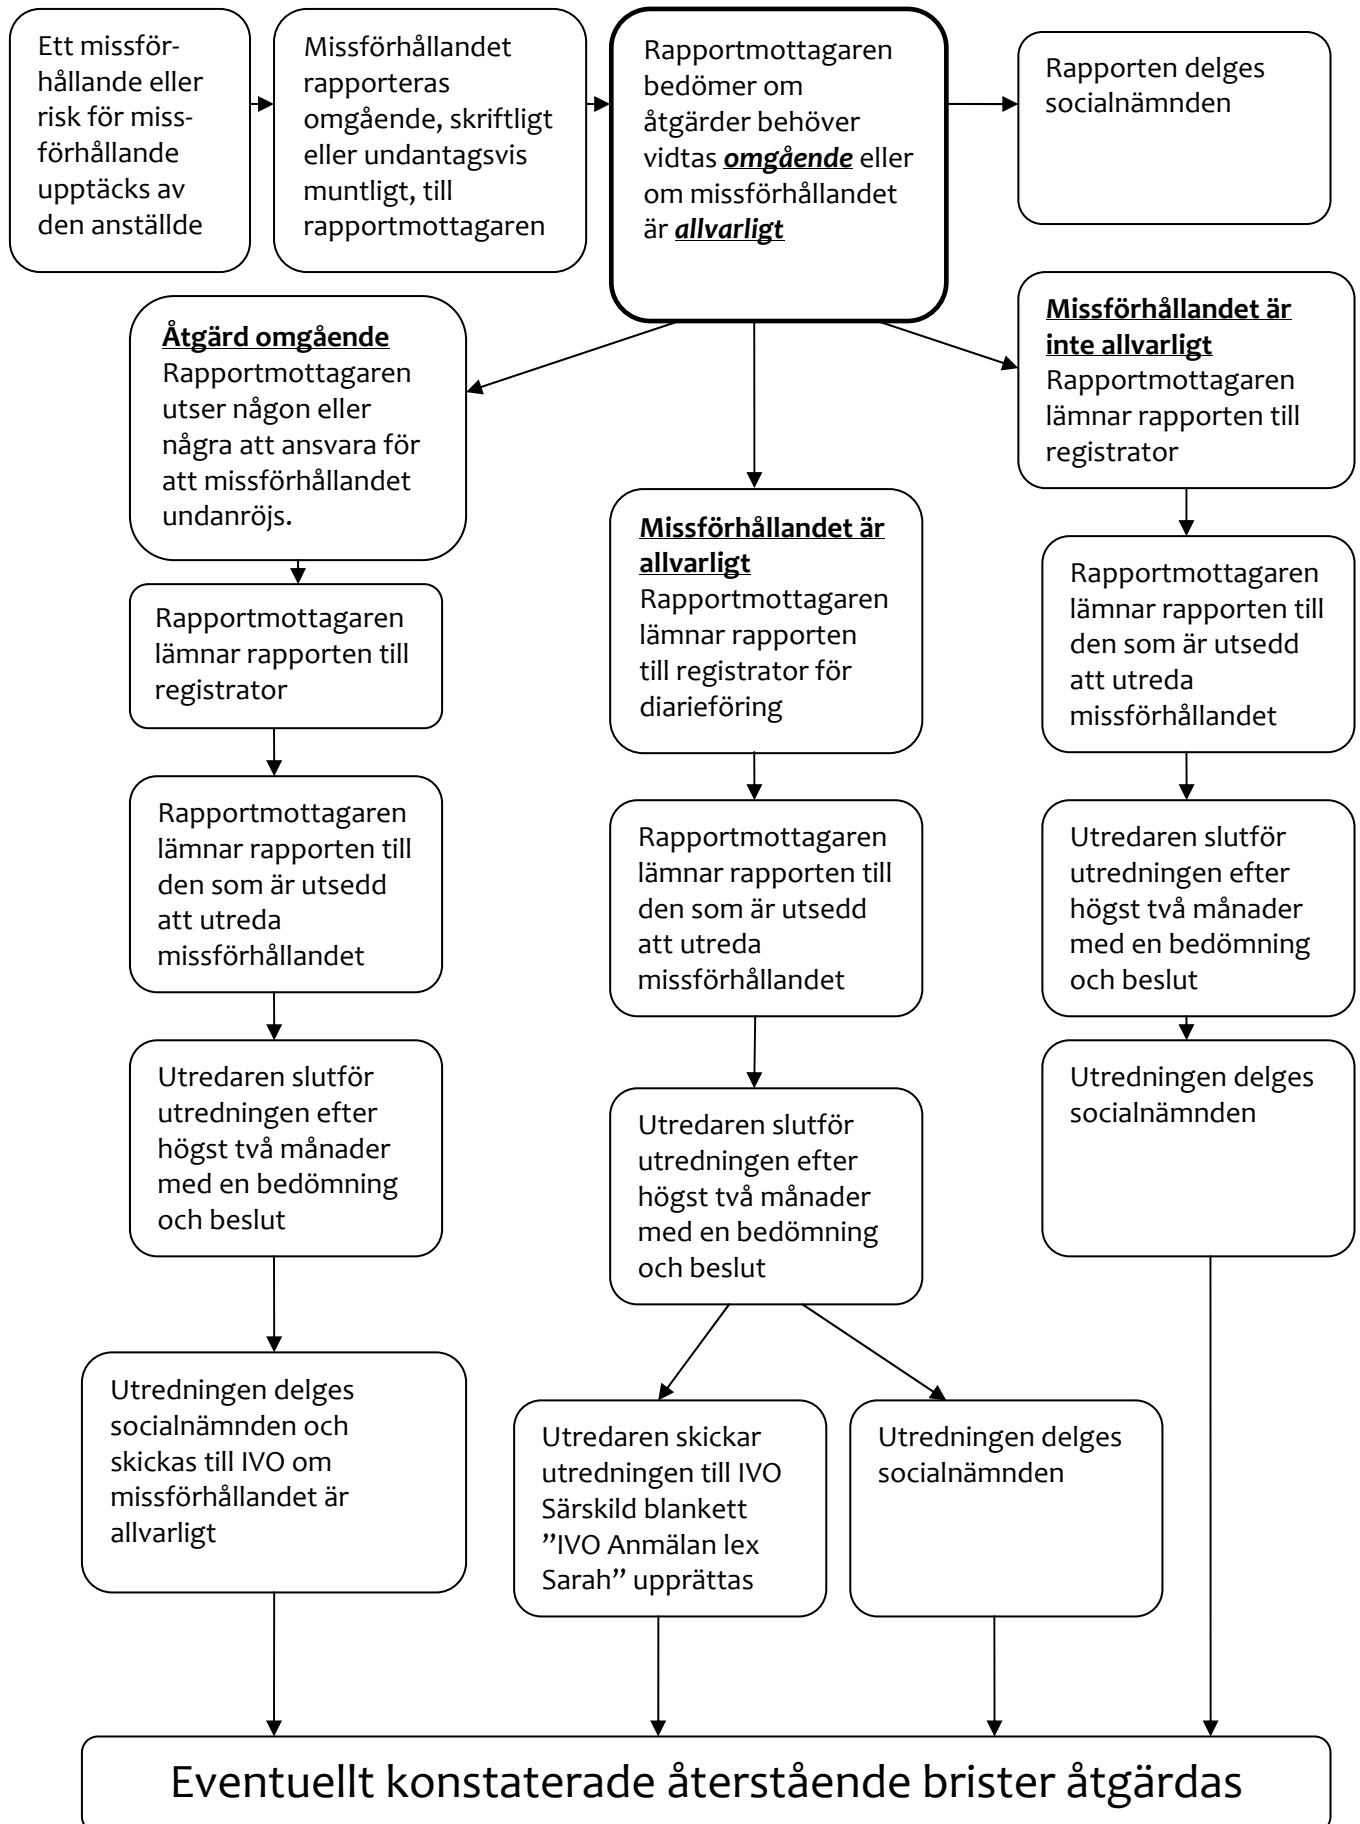 Ett missför-
hållande eller
risk för miss-
förhållande
upptäcks av
den anställde
Missförhållandet
rapporteras
omgående, skriftligt
eller undantagsvis
muntligt, till
rapportmottagaren
Rapportmottagaren
bedömer om
åtgärder behöver
vidtas omgående eller
om missförhållandet
är allvarligt
Rapporten delges
socialnämnden
Åtgärd omgående
Rapportmottagaren
utser någon eller
några att ansvara för
att missförhållandet
undanröjs.
Rapportmottagaren
lämnar rapporten till
registrator
Rapportmottagaren
lämnar rapporten till
den som är utsedd
att utreda
missförhållandet
Utredaren slutför
utredningen efter
högst två månader
med en bedömning
och beslut
Utredningen delges
socialnämnden och
skickas till IVO om
missförhållandet är
allvarligt
Missförhållandet är
allvarligt
Rapportmottagaren
lämnar rapporten
till registrator för
diarieföring
Rapportmottagaren
lämnar rapporten till
den som är utsedd
att utreda
missförhållandet
Utredaren slutför
utredningen efter
högst två månader
med en bedömning
och beslut
Utredaren skickar
utredningen till IVO
Särskild blankett
”IVO Anmälan lex
Sarah” upprättas
Utredningen delges
socialnämnden
Missförhållandet är
inte allvarligt
Rapportmottagaren
lämnar rapporten till
registrator
Rapportmottagaren
lämnar rapporten till
den som är utsedd
att utreda
missförhållandet
Utredaren slutför
utredningen efter
högst två månader
med en bedömning
och beslut
Utredningen delges
socialnämnden
Eventuellt konstaterade återstående brister åtgärdas